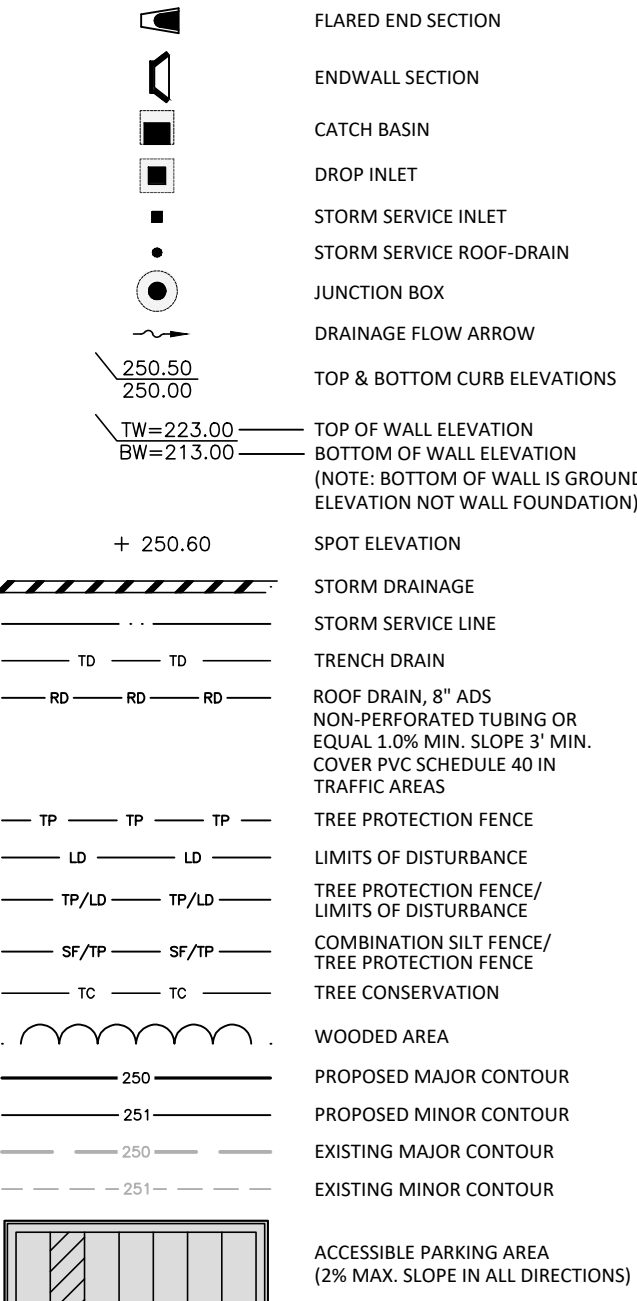 FLARED END SECTION
ENDWALL SECTION
CATCH BASIN
DROP INLET
STORM SERVICE INLET
STORM SERVICE ROOF-DRAIN
JUNCTION BOX
DRAINAGE FLOW ARROW
250.50
250.00
TOP & BOTTOM CURB ELEVATIONS
TW=223.00 TOP OF WALL ELEVATION
BW=213.00 BOTTOM OF WALL ELEVATION
(NOTE: BOTTOM OF WALL IS GROUND
ELEVATION NOT WALL FOUNDATION)
+ 250.60 SPOT ELEVATION
STORM DRAINAGE
STORM SERVICE LINE
TD TD TRENCH DRAIN
RD RD RD ROOF DRAIN, 8" ADS
NON-PERFORATED TUBING OR
EQUAL 1.0% MIN. SLOPE 3' MIN.
COVER PVC SCHEDULE 40 IN
TRAFFIC AREAS
TP TP TP TREE PROTECTION FENCE
LD LD LIMITS OF DISTURBANCE
TP/LD TP/LD TREE PROTECTION FENCE/
LIMITS OF DISTURBANCE
SF/TP SF/TP COMBINATION SILT FENCE/
TREE PROTECTION FENCE
TC TC TREE CONSERVATION
WOODED AREA
250 PROPOSED MAJOR CONTOUR
251 PROPOSED MINOR CONTOUR
250 EXISTING MAJOR CONTOUR
251 EXISTING MINOR CONTOUR
ACCESSIBLE PARKING AREA
(2% MAX. SLOPE IN ALL DIRECTIONS)